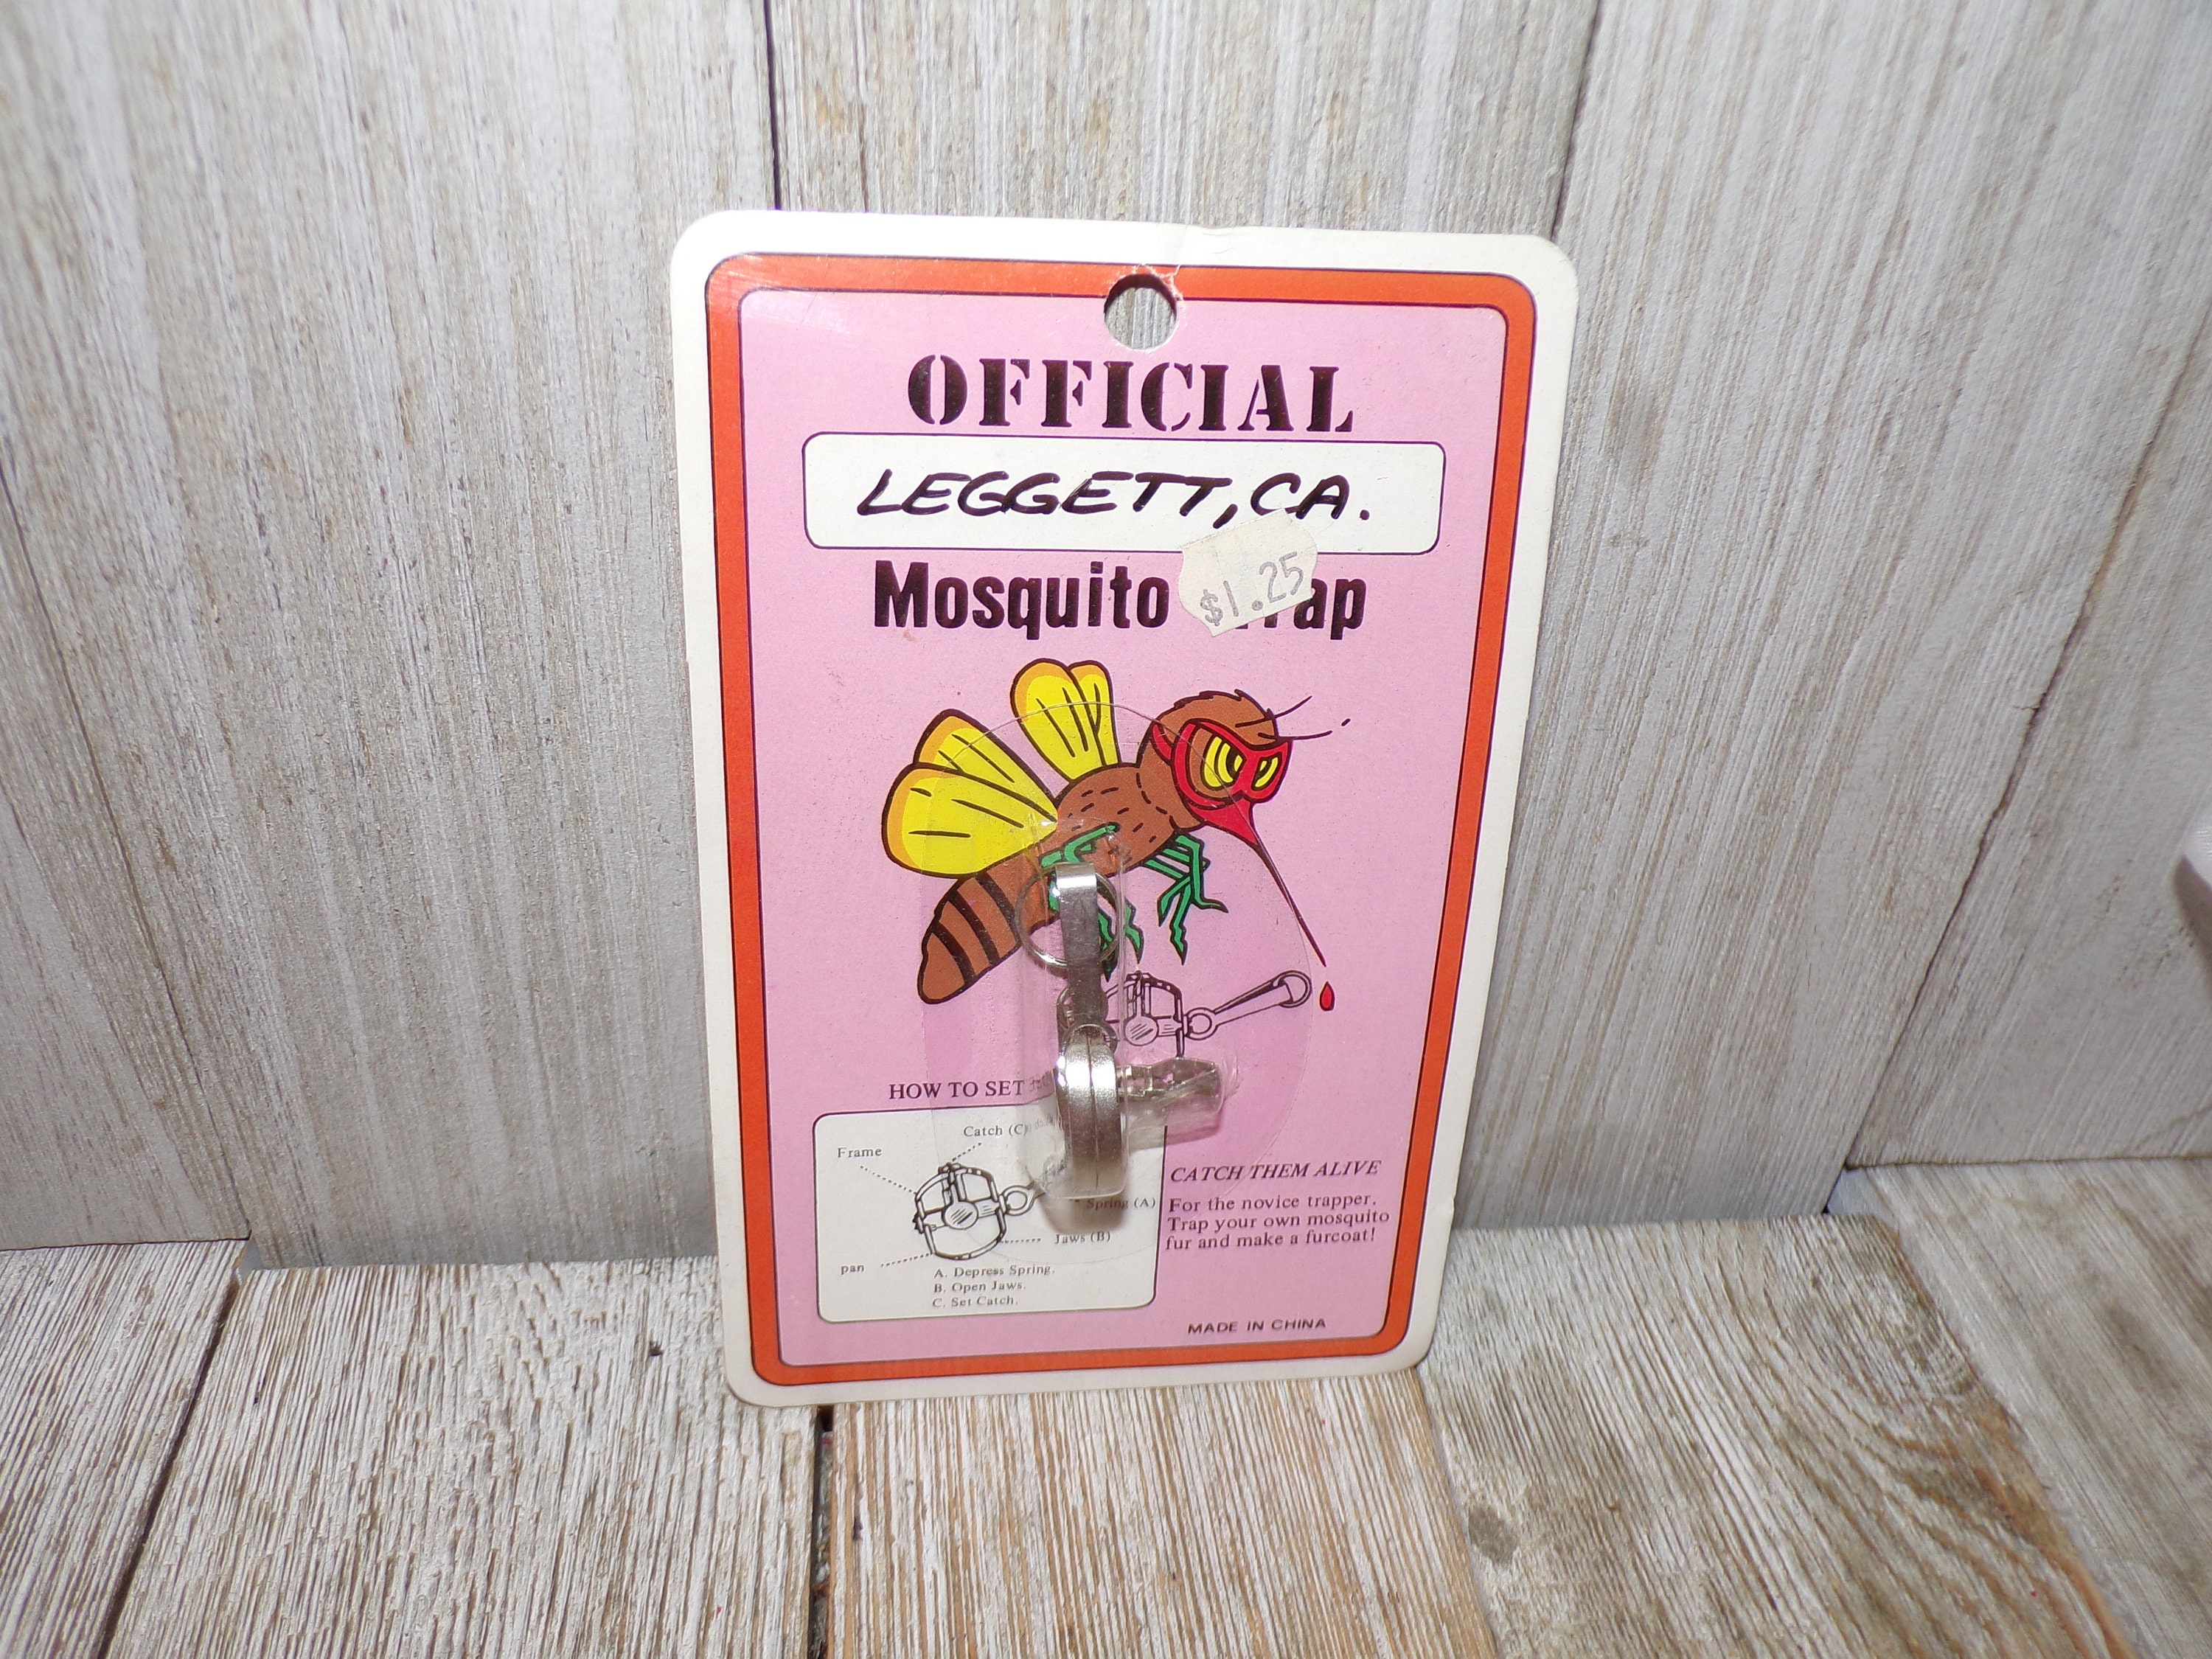 OFFICIAL
LEGGETT, CA.
$1.25
Mosquito
HOW TO SET
Catch (C)
Frame
Spring (A)
Jaws (B)
pan
A. Depress Spring.
B. Open Jaws.
C. Set Catch.
CATCH THEM ALIVE
For the novice trapper.
Trap your own mosquito
fur and make a furcoat!
MADE IN CHINA